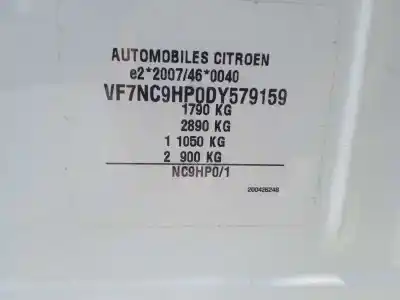 AUTOMOBILES CITROEN
e2*2007/46*0040
VF7NC9HP0DY579159
1790 KG
2890 KG
1 1050 KG
2 900 KG
NC9HP0/1
200426248